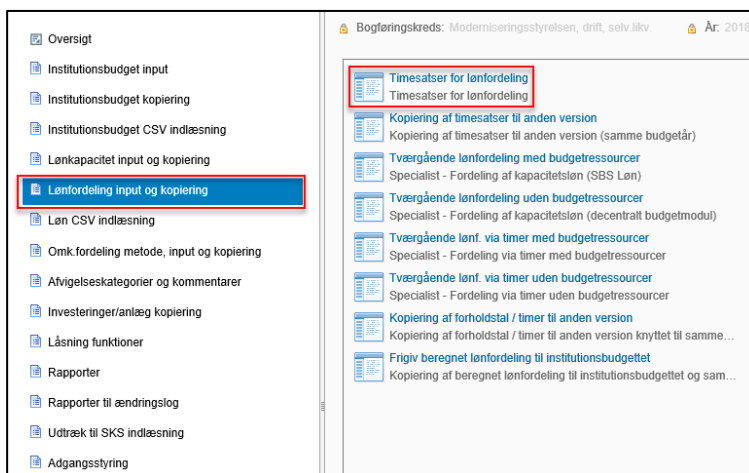 Oversigt
Institutionsbudget input
Institutionsbudget kopiering
Institutionsbudget CSV indlæsning
Lønkapacitet input og kopiering
Lønfordeling input og kopiering
Løn CSV indlæsning
Omk.fordeling metode, input og kopiering
Afvigelseskategorier og kommentarer
Investeringer/anlæg kopiering
Låsning funktioner
Rapporter
Rapporter til ændringslog
Udtræk til SKS indlæsning
Adgangsstyring
Bogføringskreds: Moderniseringsstyrelsen, drift, selv.likv. År: 2018
Timesatser for lønfordeling
Timesatser for lønfordeling
Kopiering af timesatser til anden version
Kopiering af timesatser til anden version (samme budgetår)
Tværgående lønfordeling med budgetressourcer
Specialist - Fordeling af kapacitetsløn (SBS Løn)
Tværgående lønfordeling uden budgetressourcer
Specialist - Fordeling af kapacitetsløn (decentralt budgetmodul)
Tværgående lønf. via timer med budgetressourcer
Specialist - Fordeling via timer med budgetressourcer
Tværgående lønf. via timer uden budgetressourcer
Specialist - Fordeling via timer uden budgetressourcer
Kopiering af forholdstal / timer til anden version
Kopiering af forholdstal / timer til anden version knyttet til samme...
Frigiv beregnet lønfordeling til institutionsbudgettet
Kopiering af beregnet lønfordeling til institutionsbudgettet og sam...